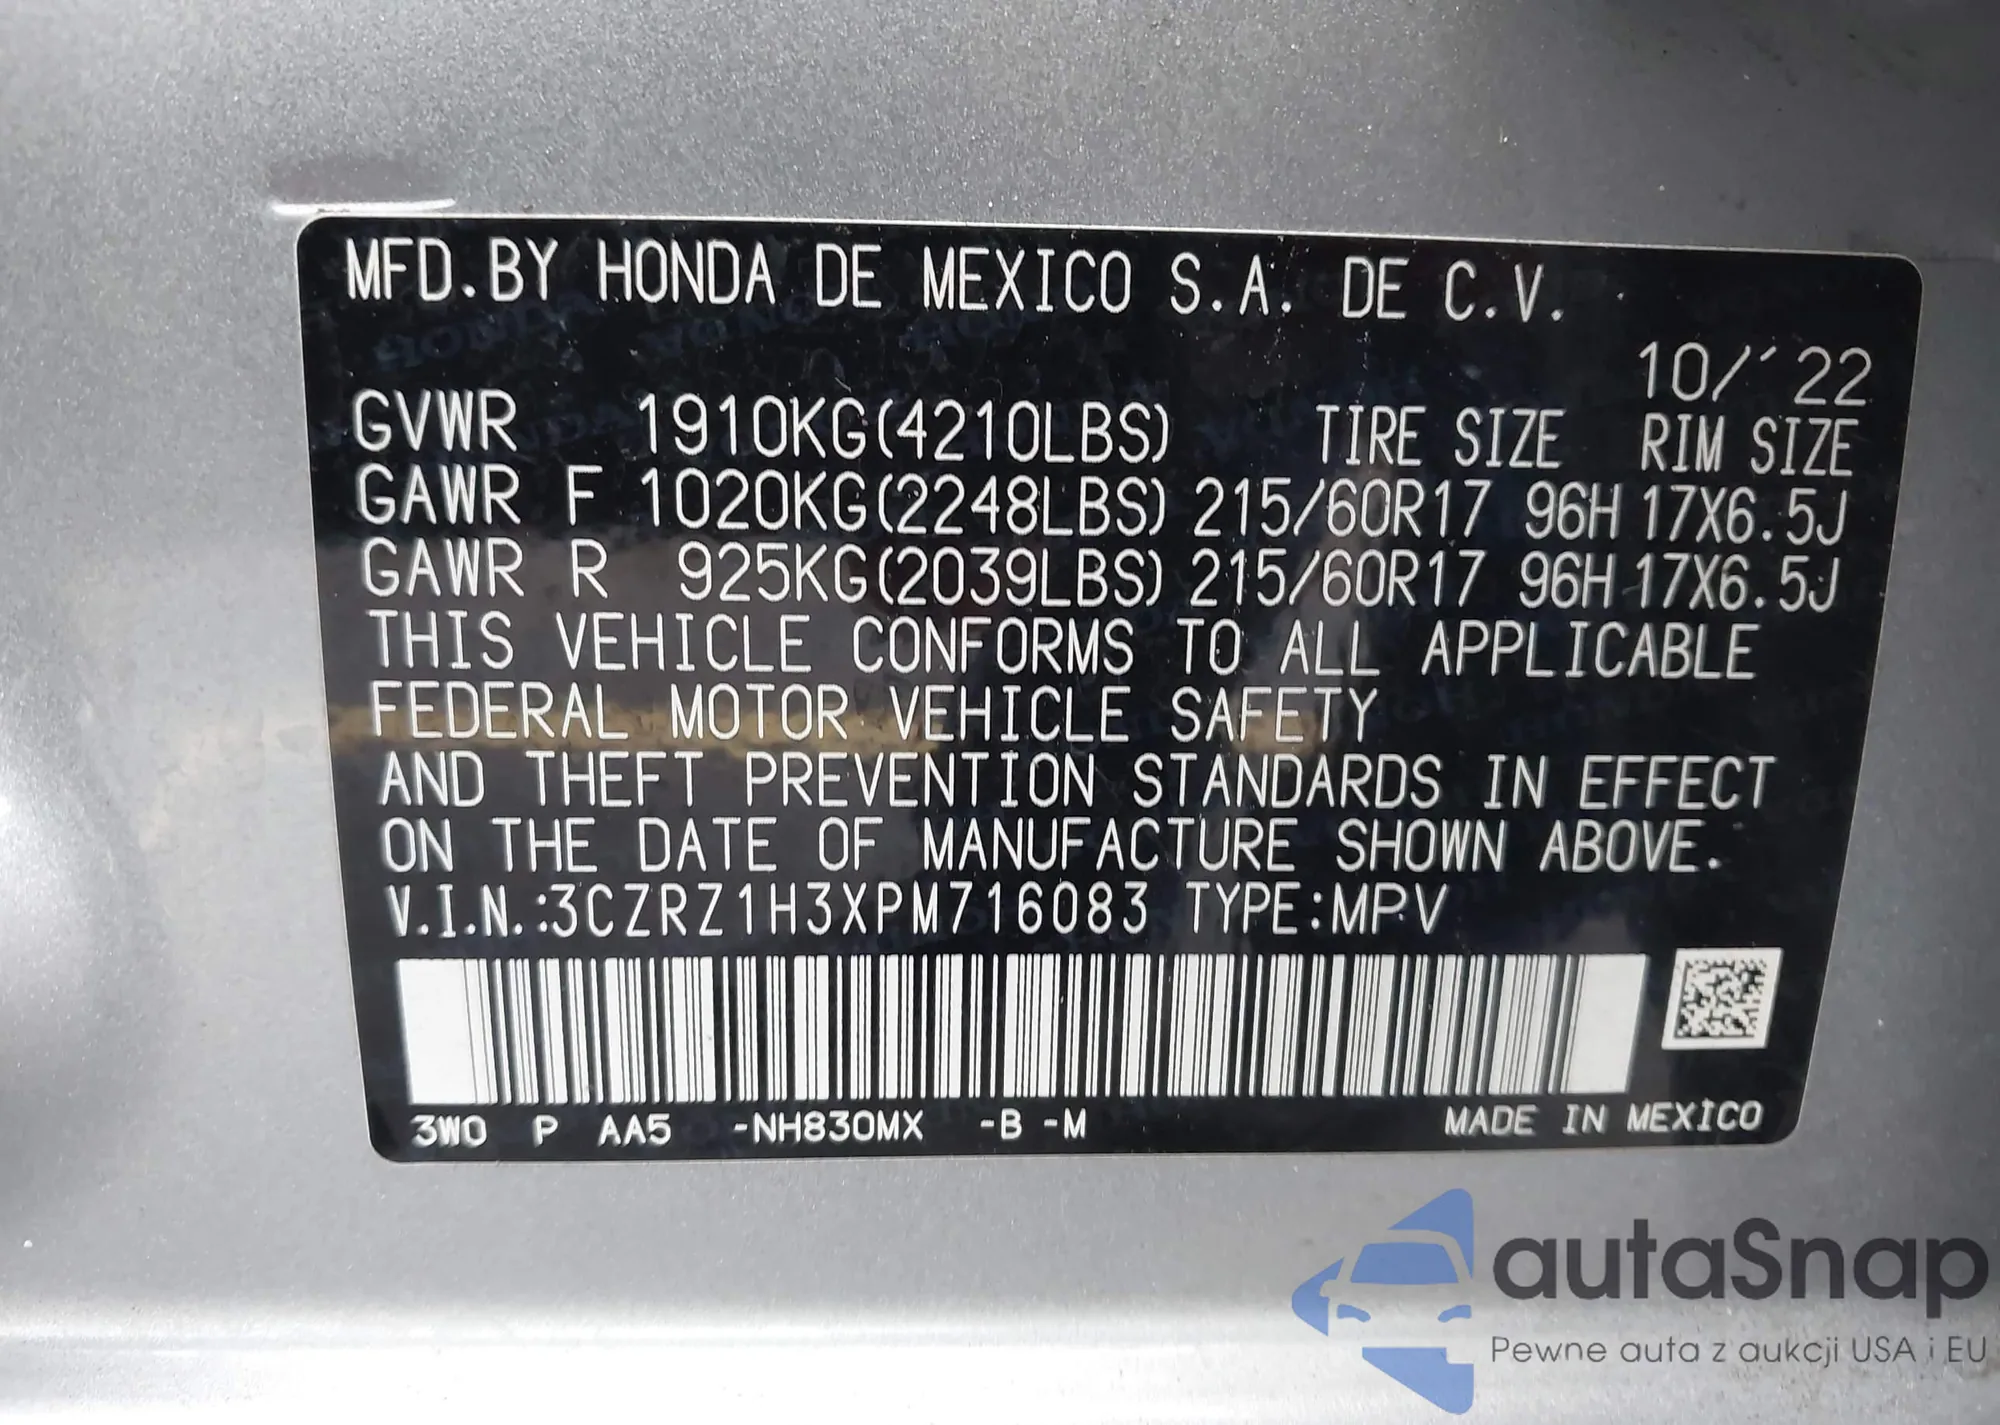 MFD.BY HONDA DE MEXICO S.A. DE C.V.
10/'22
GVWR 1910KG(4210LBS) TIRE SIZE RIM SIZE
GAWR F 1020KG(2248LBS) 215/60R17 96H 17X6.5J
GAWR R 925KG(2039LBS) 215/60R17 96H 17X6.5J
THIS VEHICLE CONFORMS TO ALL APPLICABLE
FEDERAL MOTOR VEHICLE SAFETY
AND THEFT PREVENTION STANDARDS IN EFFECT
ON THE DATE OF MANUFACTURE SHOWN ABOVE.
V.I.N.:3CZRZ1H3XPM716083 TYPE:MPV
3W0 P AA5 -NH830MX -B -M MADE IN MEXICO
autaSnap
Pewne auta z aukcji USA i EU